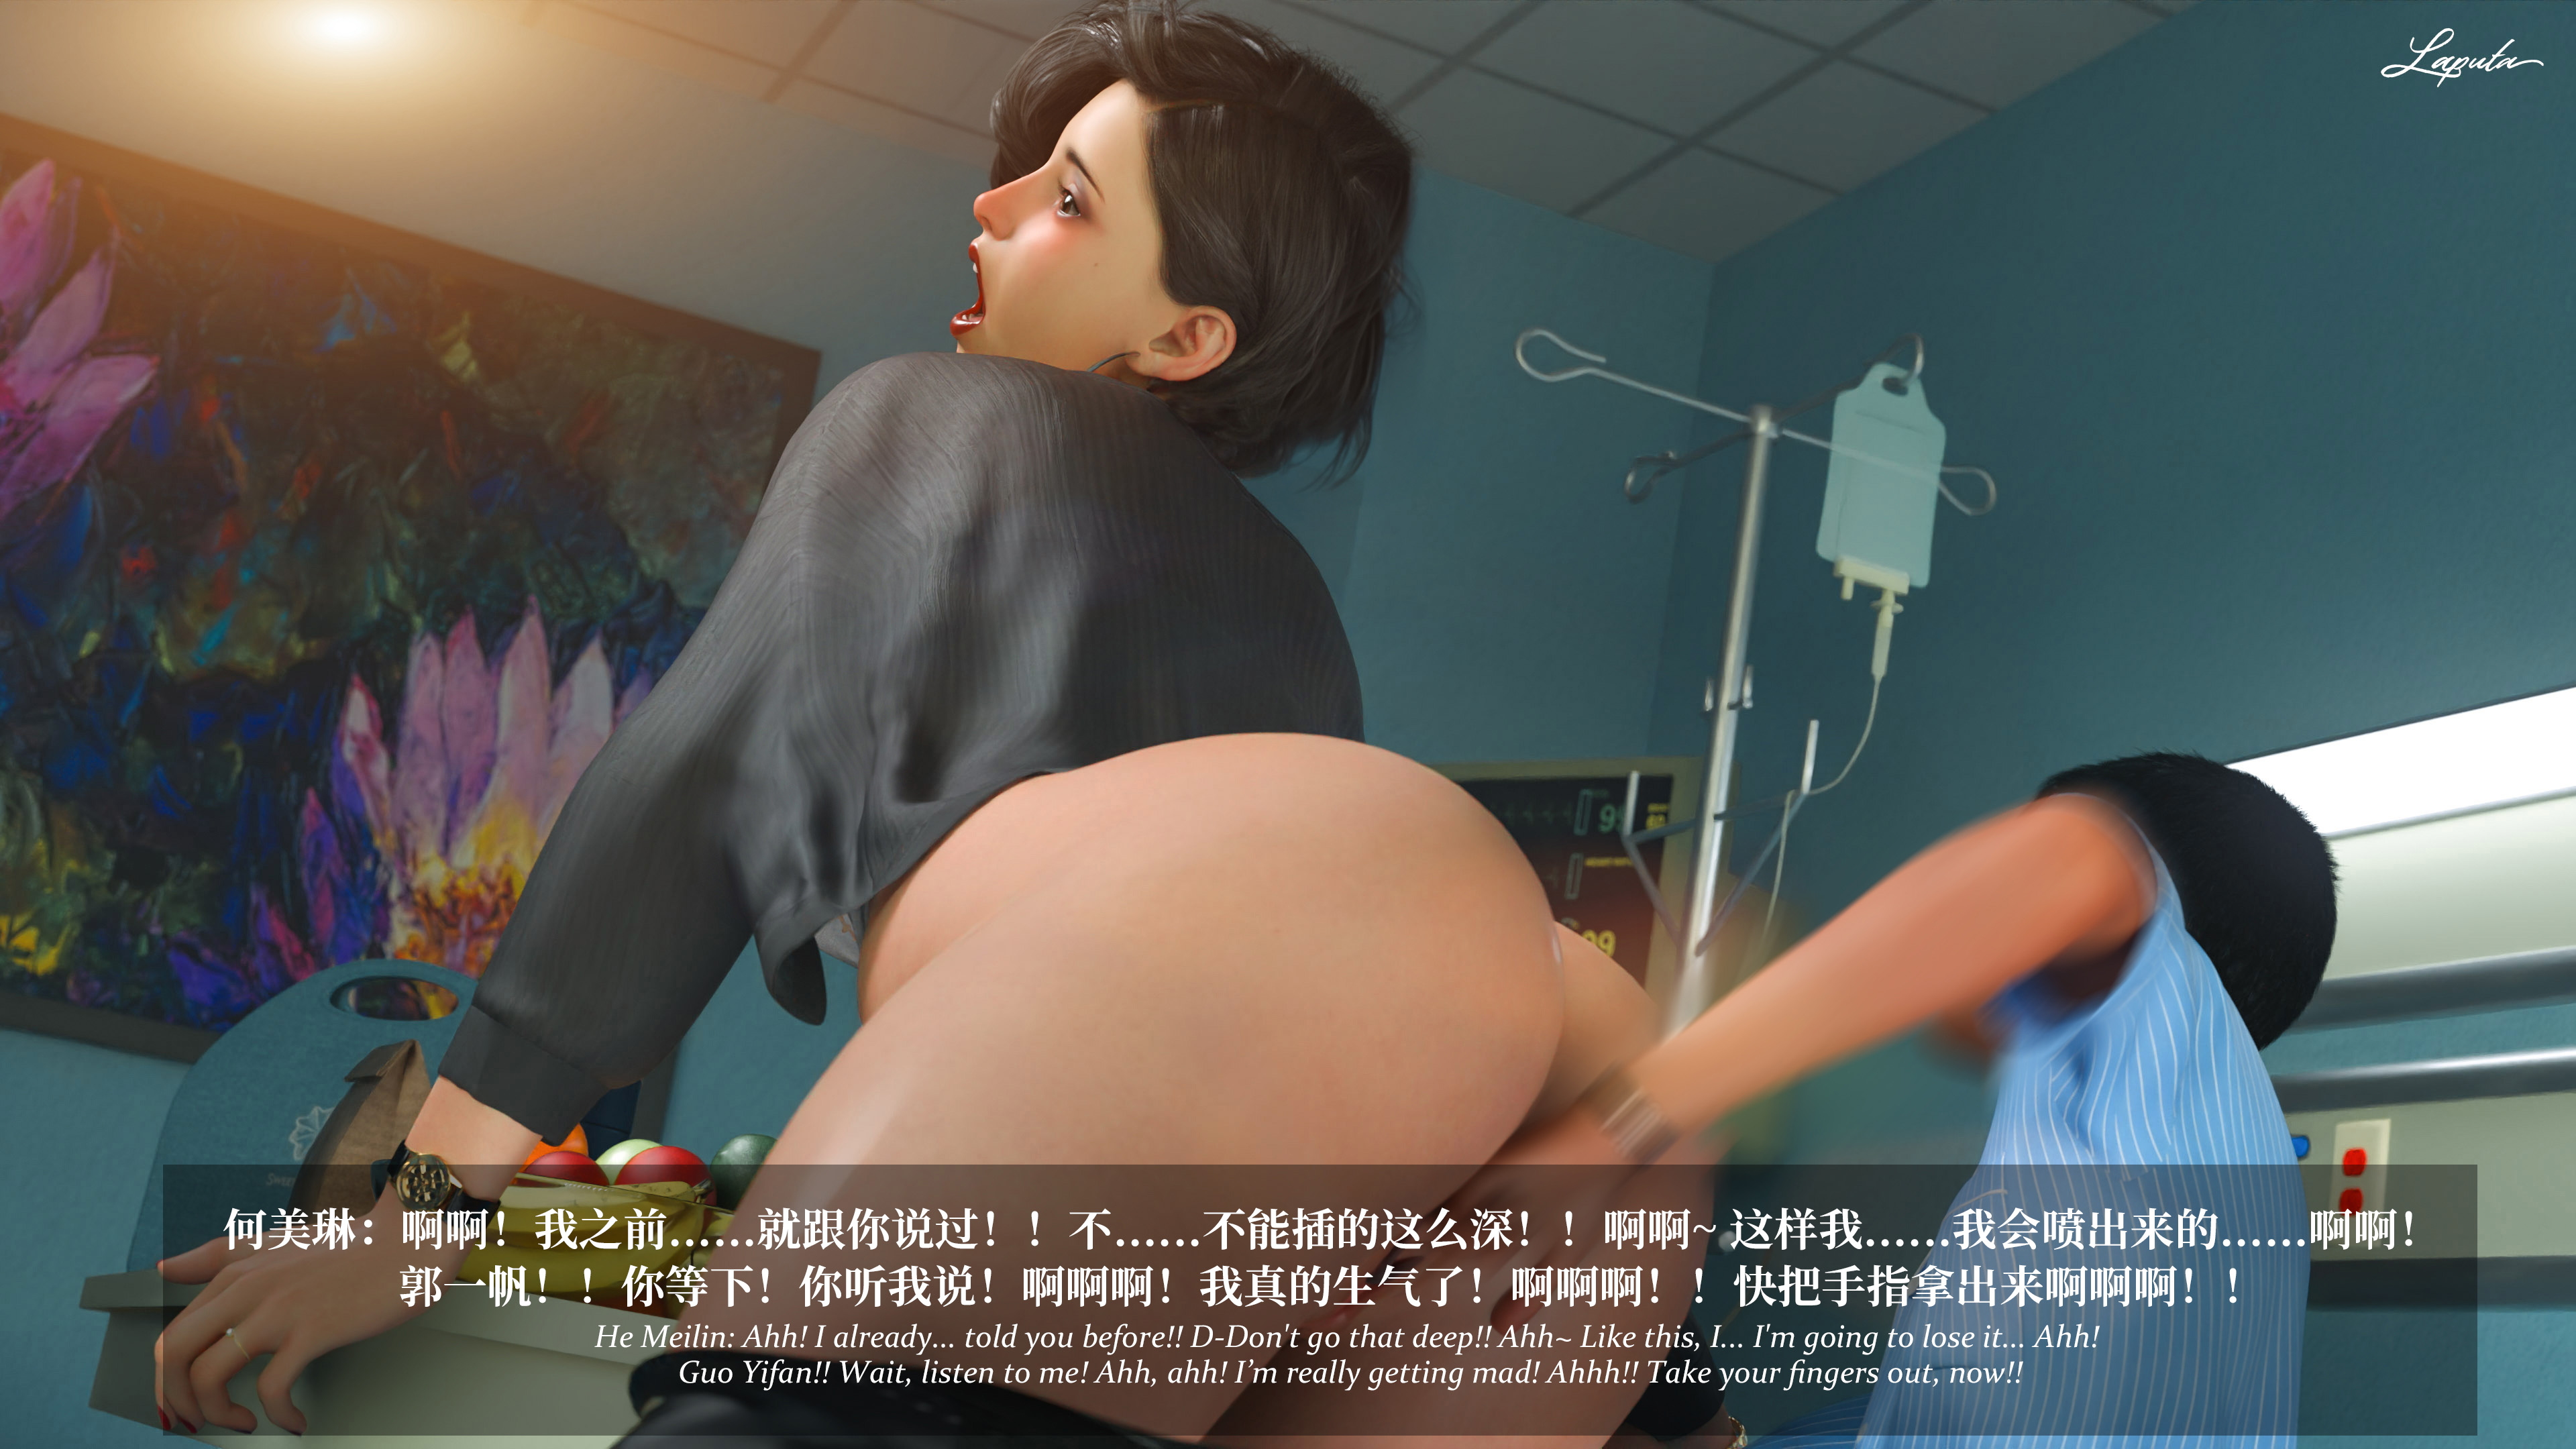 Laputa
何美琳：啊啊！我之前……就跟你说过！！不……不能插的这么深！！啊啊~ 这样我……我会喷出来的……啊啊！
郭一帆！！你等下！你听我说！啊啊啊！我真的生气了！啊啊啊！！快把手指拿出来啊啊啊！！
He Meilin: Ahh! I already... told you before!! D-Don't go that deep!! Ahh~ Like this, I... I'm going to lose it... Ahh!
Guo Yifan!! Wait, listen to me! Ahh, ahh! I’m really getting mad! Ahhh!! Take your fingers out, now!!